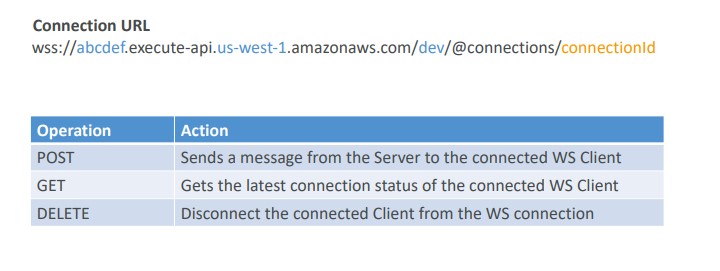 Connection URL
wss://abcdef.execute-api.us-west-1.amazonaws.com/dev/@connections/connectionId
Operation Action
POST Sends a message from the Server to the connected WS Client
GET Gets the latest connection status of the connected WS Client
DELETE Disconnect the connected Client from the WS connection